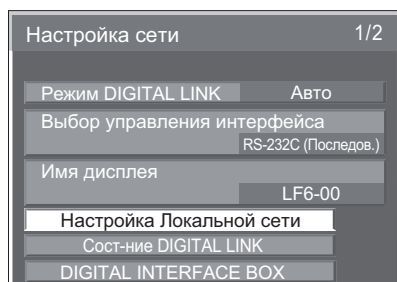 Настройка сети 1/2
Режим DIGITAL LINK Авто
Выбор управления интерфейса
RS-232C (Последов.)
Имя дисплея
LF6-00
Настройка Локальной сети
Сост-ние DIGITAL LINK
DIGITAL INTERFACE BOX